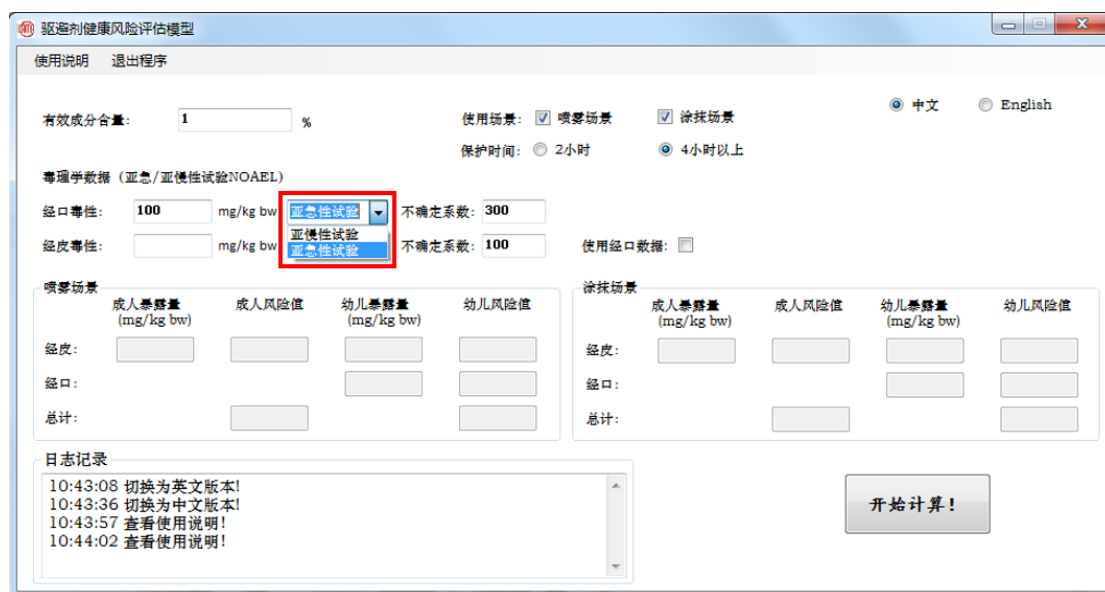 驱避剂健康风险评估模型
使用说明 退出程序
中文 English
有效成分含量: 1 % 使用场景: 喷雾场景 涂抹场景
保护时间: 2小时 4小时以上
毒理学数据（亚急/亚慢性试验NOAEL）
经口毒性: 100 mg/kg bw 亚急性试验 不确定系数: 300
亚慢性试验
亚急性试验
经皮毒性: mg/kg bw 不确定系数: 100 使用经口数据:
喷雾场景
成人暴露量 成人风险值 幼儿暴露量 幼儿风险值
(mg/kg bw) (mg/kg bw)
经皮:
经口:
总计:
涂抹场景
成人暴露量 成人风险值 幼儿暴露量 幼儿风险值
(mg/kg bw) (mg/kg bw)
经皮:
经口:
总计:
日志记录
10:43:08 切换为英文版本!
10:43:36 切换为中文版本!
10:43:57 查看使用说明!
10:44:02 查看使用说明!
开始计算!